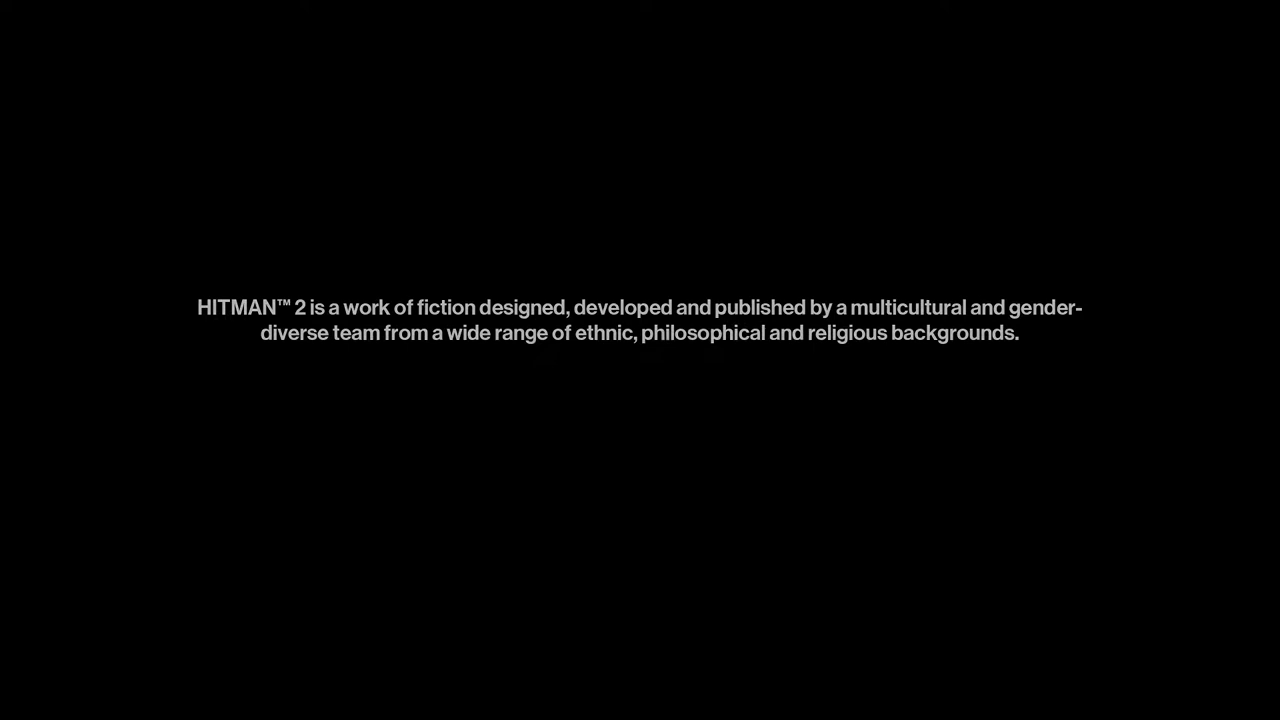 HITMAN™ 2 is a work of fiction designed, developed and published by a multicultural and gender-
diverse team from a wide range of ethnic, philosophical and religious backgrounds.